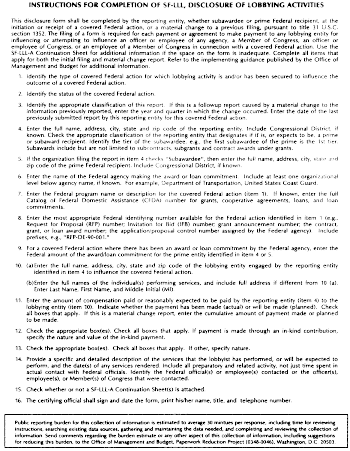 INSTRUCTIONS FOR COMPLETION OF SF-LLL, DISCLOSURE OF LOBBYING ACTIVITIES
This disclosure form shall be completed by the reporting entity, whether subawardee or prime Federal recipient, at the
initiation or receipt of a covered Federal action, or a material change to a previous filing, pursuant to title 31 U.S.C.
section 1352. The filing of a form is required for each payment or agreement to make payment to any lobbying entity for
influencing or attempting to influence an officer or employee of any agency, a Member of Congress, an officer or
employee of Congress, or an employee of a Member of Congress in connection with a covered Federal action. Use the
SF-LLL-A Continuation Sheet for additional information if the space on the form is inadequate. Complete all items that
apply for both the initial filing and material change report. Refer to the implementing guidance published by the Office of
Management and Budget for additional information.
1. Identify the type of covered Federal action for which lobbying activity is and/or has been secured to influence the
outcome of a covered Federal action.
2. Identify the status of the covered Federal action.
3. Identify the appropriate classification of this report. If this is a followup report caused by a material change to the
information previously reported, enter the year and quarter in which the change occurred. Enter the date of the last
previously submitted report by this reporting entity for this covered Federal action.
4. Enter the full name, address, city, state and zip code of the reporting entity. Include Congressional District, if
known. Check the appropriate classification of the reporting entity that designates if it is, or expects to be, a prime
or subaward recipient. Identify the tier of the subawardee, e.g., the first subawardee of the prime is the 1st tier.
Subawards include but are not limited to subcontracts, subgrants and contract awards under grants.
5. If the organization filing the report in item 4 checks "Subawardee", then enter the full name, address, city, state and
zip code of the prime Federal recipient. Include Congressional District, if known.
6. Enter the name of the Federal agency making the award or loan commitment. Include at least one organizational
level below agency name, if known. For example, Department of Transportation, United States Coast Guard.
7. Enter the Federal program name or description for the covered Federal action (item 1). If known, enter the full
Catalog of Federal Domestic Assistance (CFDA) number for grants, cooperative agreements, loans, and loan
commitments.
8. Enter the most appropriate Federal identifying number available for the Federal action identified in item 1 (e.g.,
Request for Proposal (RFP) number; Invitation for Bid (IFB) number; grant announcement number; the contract,
grant, or loan award number; the application/proposal control number assigned by the Federal agency). Include
prefixes, e.g., "RFP-DE-90-001."
9. For a covered Federal action where there has been an award or loan commitment by the Federal agency, enter the
Federal amount of the award/loan commitment for the prime entity identified in item 4 or 5.
10. (a)Enter the full name, address, city, state and zip code of the lobbying entity engaged by the reporting entity
identified in item 4 to influence the covered Federal action.
(b)Enter the full names of the individual(s) performing services, and include full address if different from 10 (a).
Enter Last Name, First Name, and Middle Initial (MI).
11. Enter the amount of compensation paid or reasonably expected to be paid by the reporting entity (item 4) to the
lobbying entity (item 10). Indicate whether the payment has been made (actual) or will be made (planned). Check
all boxes that apply. If this is a material change report, enter the cumulative amount of payment made or planned
to be made.
12. Check the appropriate box(es). Check all boxes that apply. If payment is made through an in-kind contribution,
specify the nature and value of the in-kind payment.
13. Check the appropriate box(es). Check all boxes that apply. If other, specify nature.
14. Provide a specific and detailed description of the services that the lobbyist has performed, or will be expected to
perform, and the date(s) of any services rendered. Include all preparatory and related activity, not just time spent in
actual contact with Federal officials. Identify the Federal official(s) or employee(s) contacted or the officer(s),
employee(s), or Member(s) of Congress that were contacted.
15. Check whether or not a SF-LLL-A Continuation Sheet(s) is attached.
16. The certifying official shall sign and date the form, print his/her name, title, and telephone number.
Public reporting burden for this collection of information is estimated to average 30 mintues per response, including time for reviewing
instructions, searching existing data sources, gathering and maintaining the data needed, and completing and reviewing the collection of
information. Send comments regarding the burden estimate or any other aspect of this collection of information, including suggestions
for reducing this burden, to the Office of Management and Budget, Paperwork Reduction Project (0348-0046), Washington, D.C. 20503.